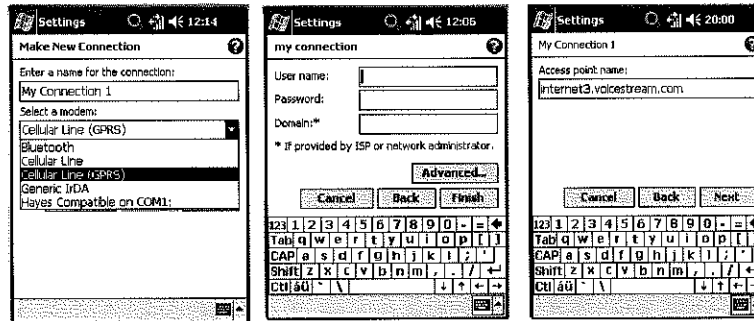 Settings 12:14
Make New Connection
Enter a name for the connection:
My Connection 1
Select a modem:
Cellular Line (GPRS)
Bluetooth
Cellular Line
Cellular Line (GPRS)
Generic IrDA
Hayes Compatible on COM1:
Settings 12:06
my connection
User name:
Password:
Domain:*
* If provided by ISP or network administrator.
Advanced...
Cancel Back Finish
123 1 2 3 4 5 6 7 8 9 0 - =
Tab q w e r t y u i o p [ ]
CAP a s d f g h j k l ; '
Shift z x c v b n m , . /
Ctl áü ` \
Settings 20:00
My Connection 1
Access point name:
internet3.voicestream.com
Cancel Back Next
123 1 2 3 4 5 6 7 8 9 0 - =
Tab q w e r t y u i o p [ ]
CAP a s d f g h j k l ; '
Shift z x c v b n m , . /
Ctl áü ` \